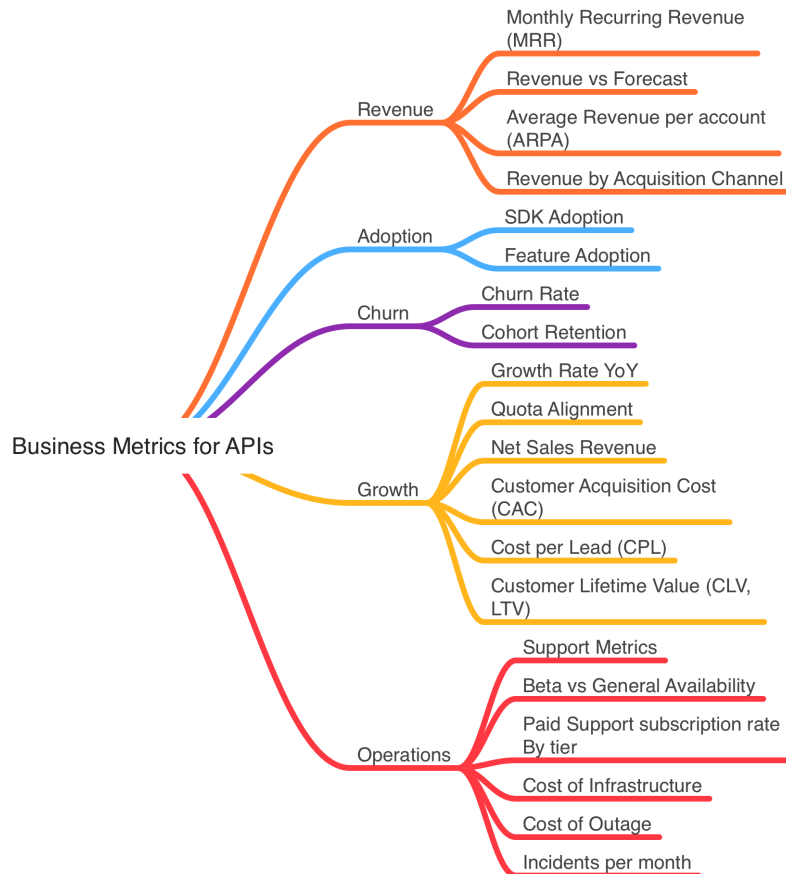 Business Metrics for APIs
Revenue
Monthly Recurring Revenue
(MRR)
Revenue vs Forecast
Average Revenue per account
(ARPA)
Revenue by Acquisition Channel
Adoption
SDK Adoption
Feature Adoption
Churn
Churn Rate
Cohort Retention
Growth
Growth Rate YoY
Quota Alignment
Net Sales Revenue
Customer Acquisition Cost
(CAC)
Cost per Lead (CPL)
Customer Lifetime Value (CLV,
LTV)
Operations
Support Metrics
Beta vs General Availability
Paid Support subscription rate
By tier
Cost of Infrastructure
Cost of Outage
Incidents per month